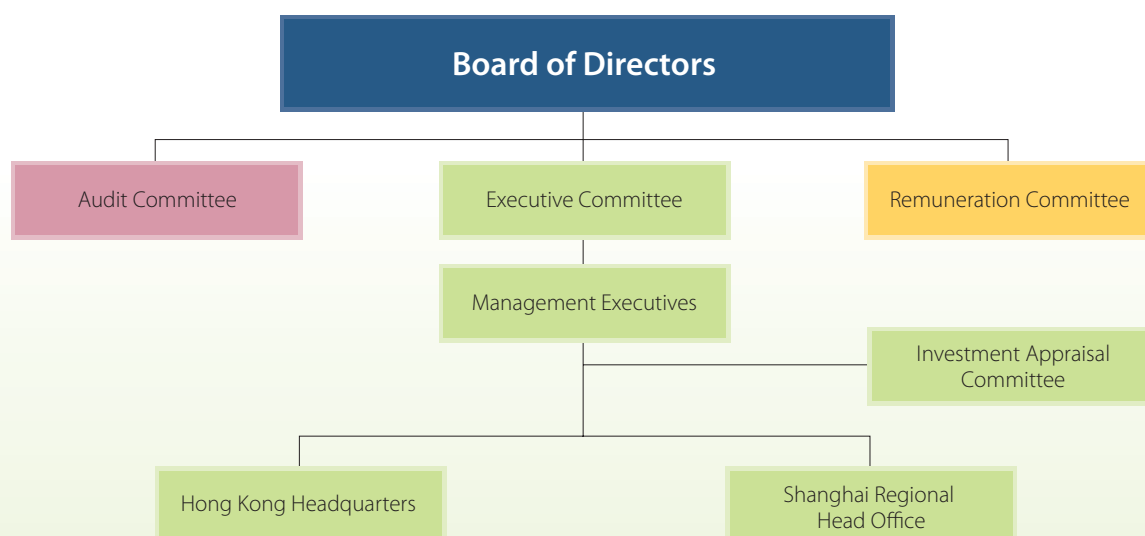 Board of Directors
Audit Committee
Executive Committee
Remuneration Committee
Management Executives
Investment Appraisal
Committee
Hong Kong Headquarters
Shanghai Regional
Head Office